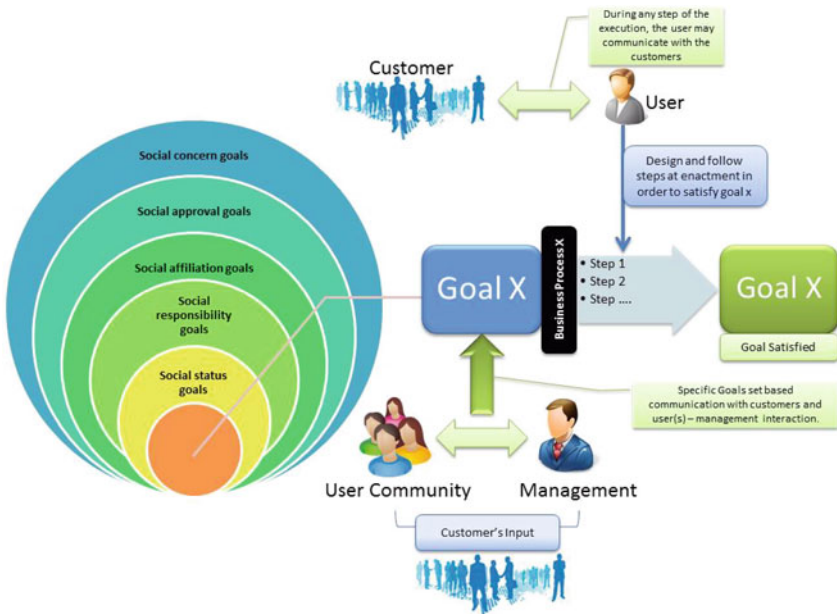 During any step of the
execution, the user may
communicate with the
customers
Customer
User
Social concern goals
Social approval goals
Social affiliation goals
Social
responsibility
goals
Social status
goals
Design and follow
steps at enactment in
order to satisfy goal x
Goal X
Business Process X
• Step 1
• Step 2
• Step ....
Goal X
Goal Satisfied
Specific Goals set based
communication with customers and
user(s) – management interaction.
User Community
Management
Customer's Input